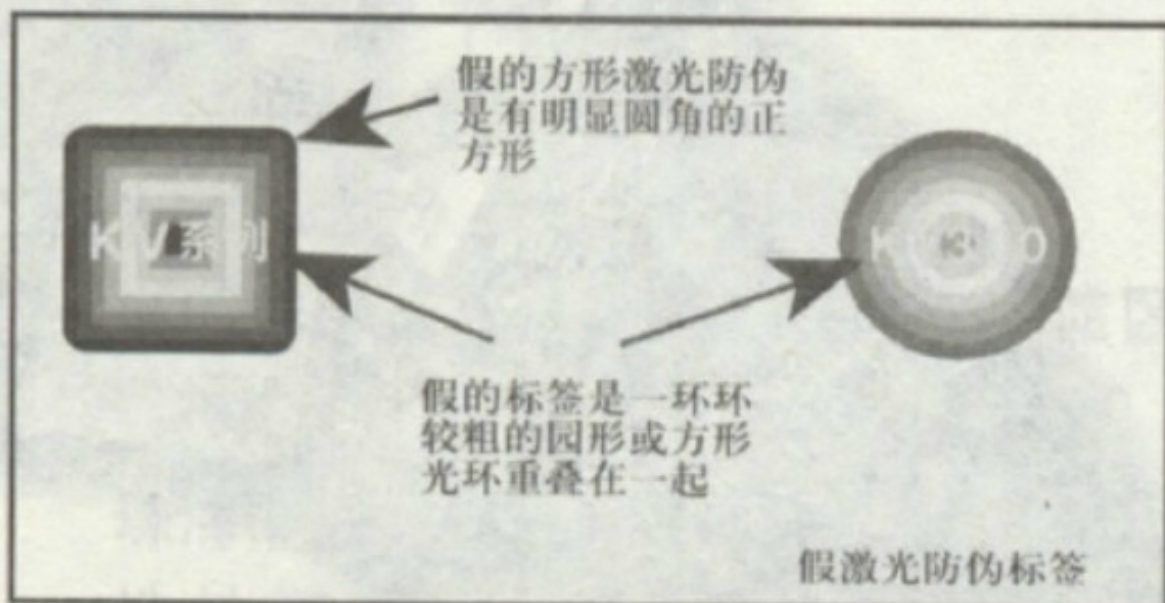 假的方形激光防伪
是有明显圆角的正
方形
KV系列
K 3 0
假的标签是一环环
较粗的园形或方形
光环重叠在一起
假激光防伪标签